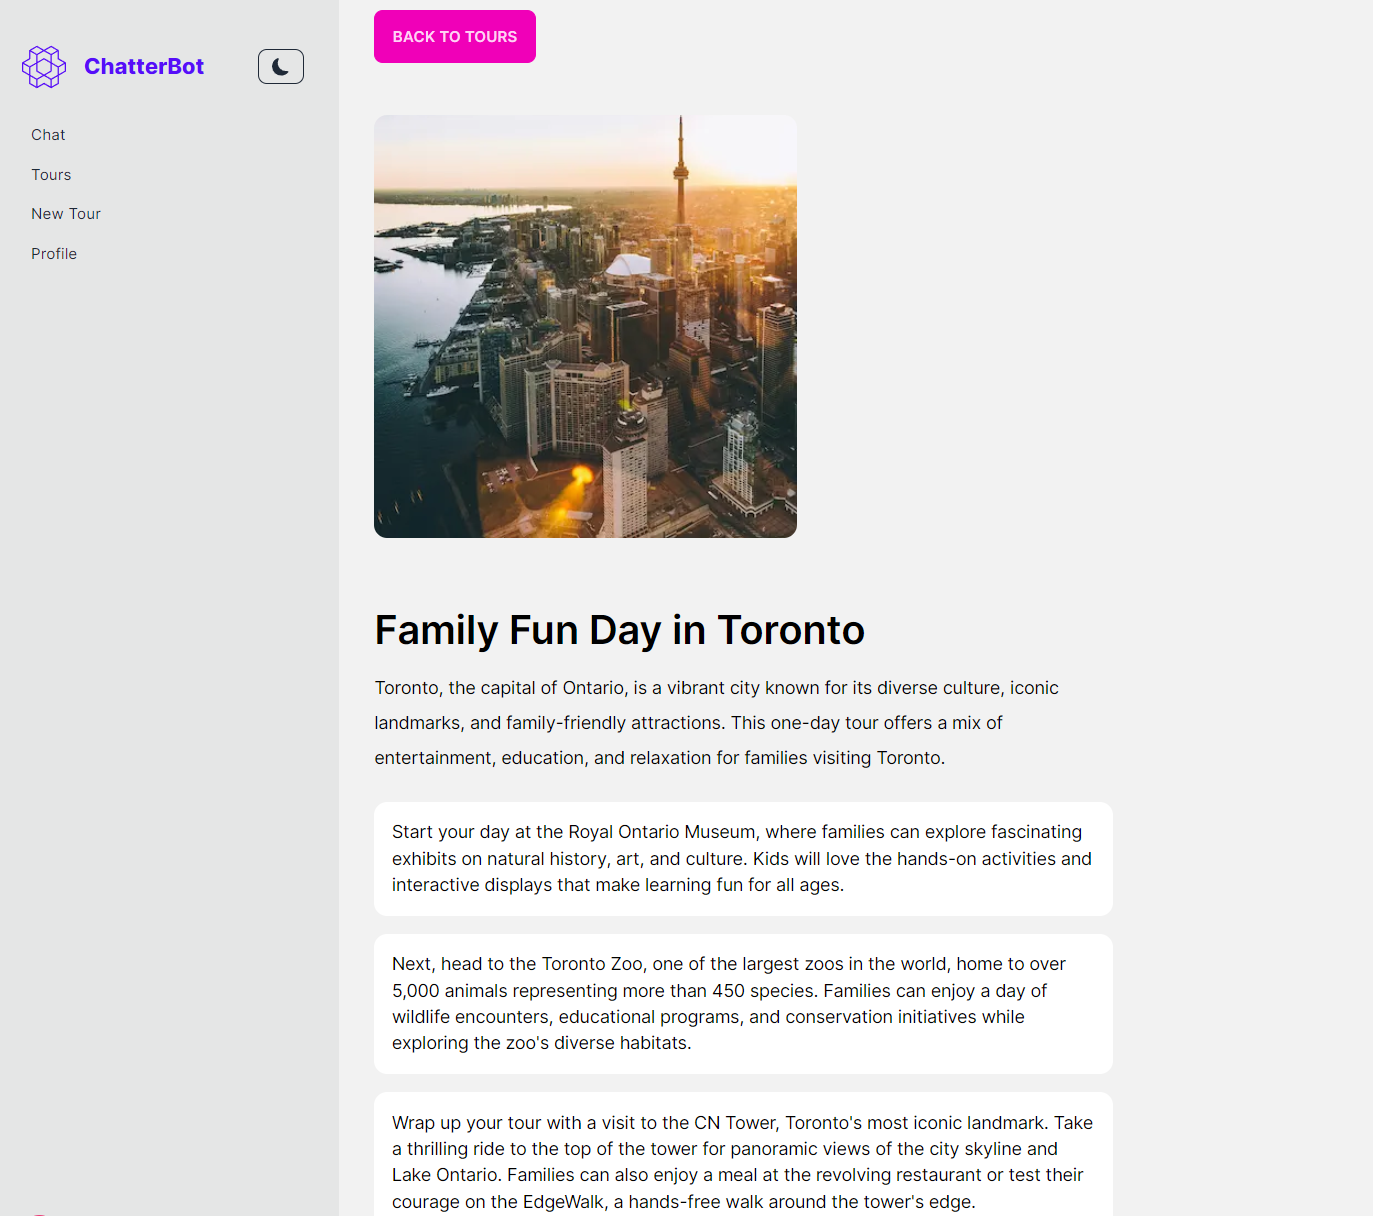 BACK TO TOURS
ChatterBot
Chat
Tours
New Tour
Profile
Family Fun Day in Toronto
Toronto, the capital of Ontario, is a vibrant city known for its diverse culture, iconic
landmarks, and family-friendly attractions. This one-day tour offers a mix of
entertainment, education, and relaxation for families visiting Toronto.
Start your day at the Royal Ontario Museum, where families can explore fascinating
exhibits on natural history, art, and culture. Kids will love the hands-on activities and
interactive displays that make learning fun for all ages.
Next, head to the Toronto Zoo, one of the largest zoos in the world, home to over
5,000 animals representing more than 450 species. Families can enjoy a day of
wildlife encounters, educational programs, and conservation initiatives while
exploring the zoo's diverse habitats.
Wrap up your tour with a visit to the CN Tower, Toronto's most iconic landmark. Take
a thrilling ride to the top of the tower for panoramic views of the city skyline and
Lake Ontario. Families can also enjoy a meal at the revolving restaurant or test their
courage on the EdgeWalk, a hands-free walk around the tower's edge.